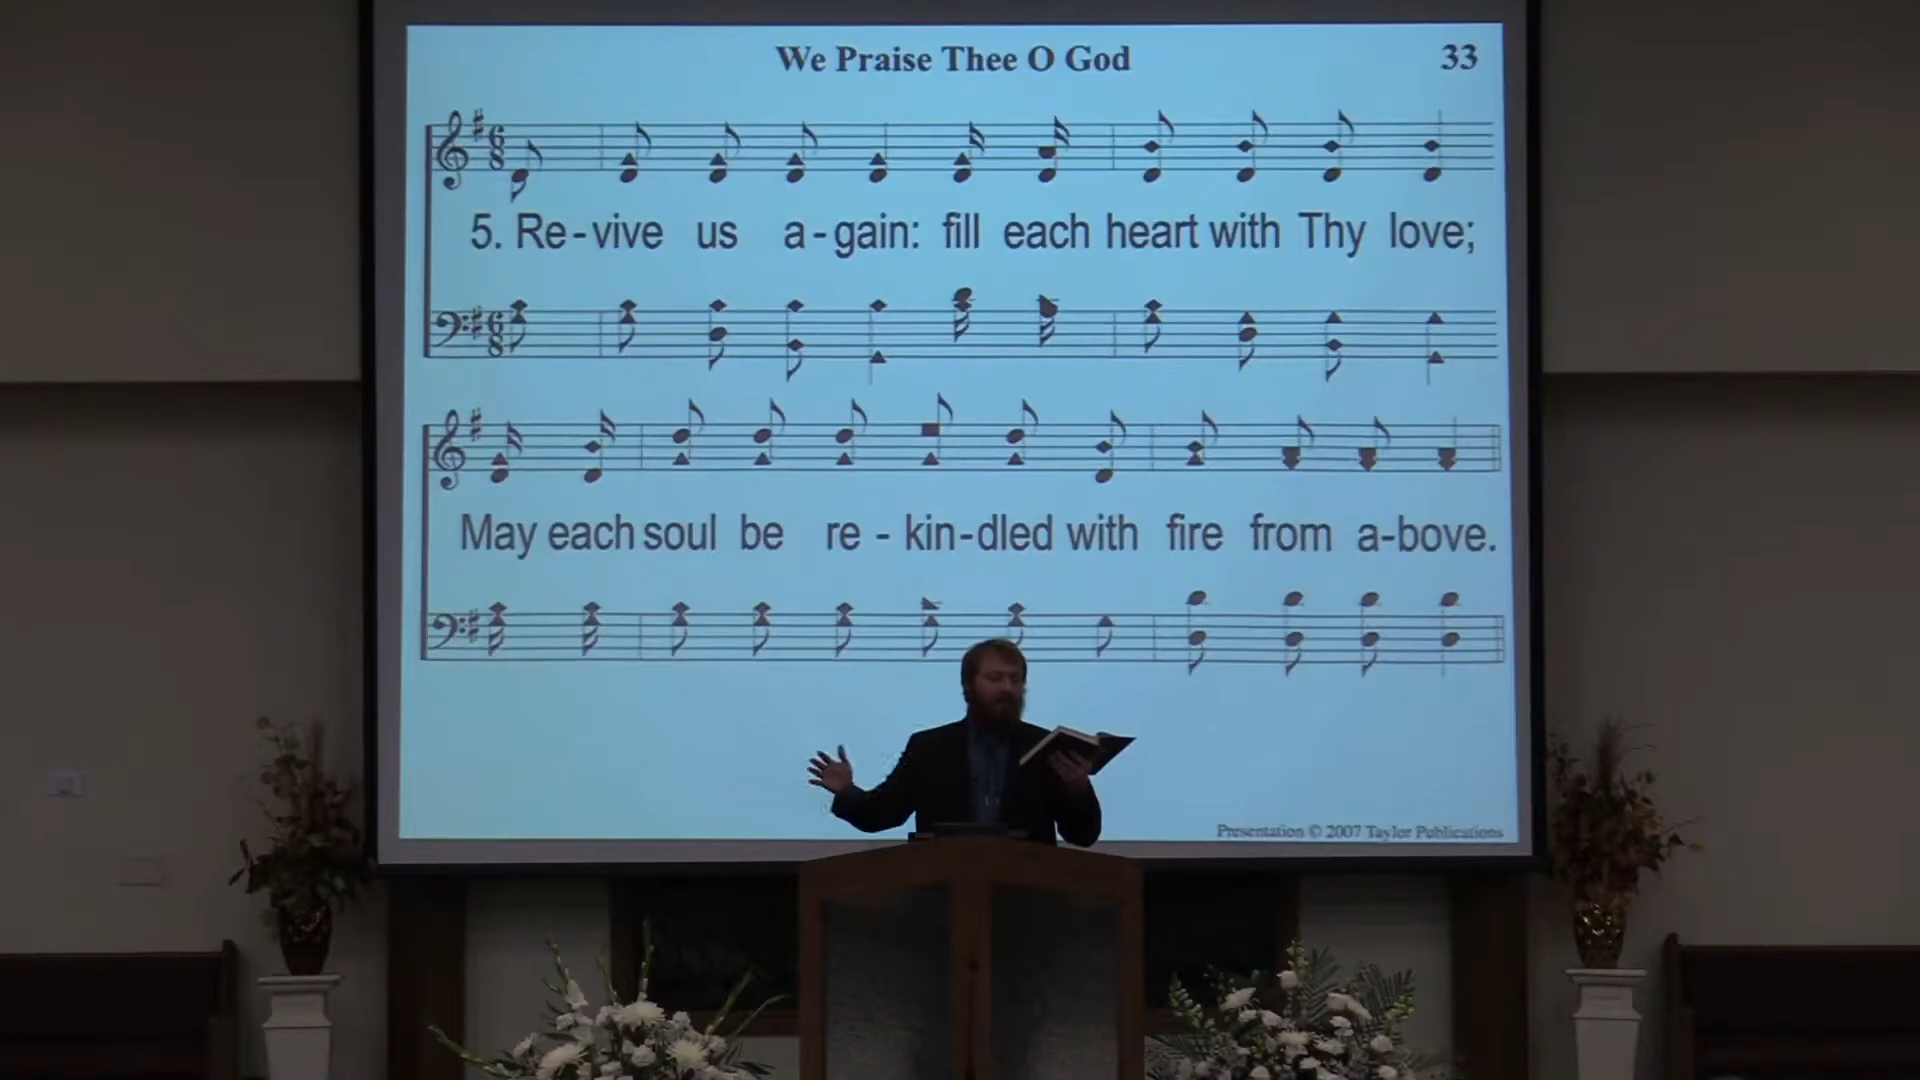 We Praise Thee O God 33
5. Re-vive us a-gain: fill each heart with Thy love;
May each soul be re - kin-dled with fire from a-bove.
Presentation © 2007 Taylor Publications